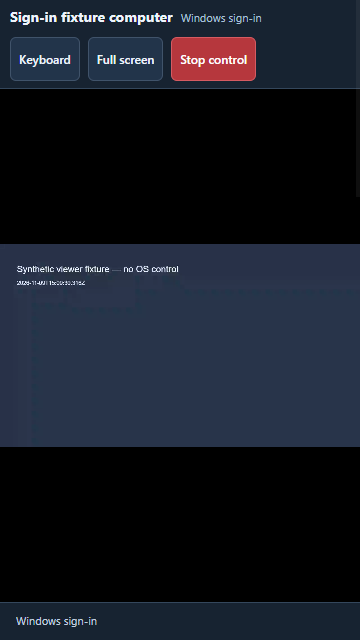 Sign-in fixture computer Windows sign-in
Keyboard Full screen Stop control
Synthetic viewer fixture — no OS control
Windows sign-in